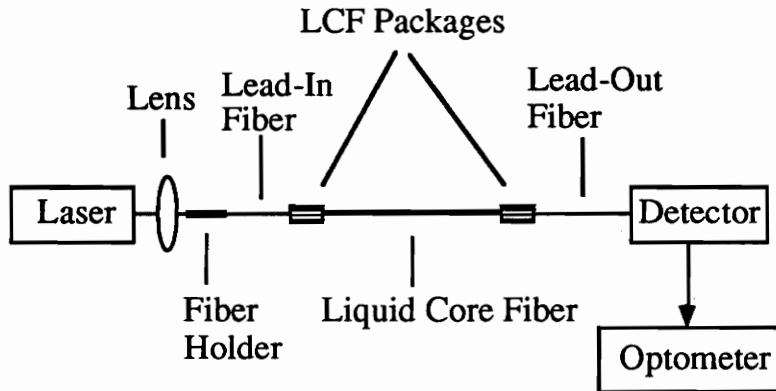 LCF Packages
Lens
Lead-In
Fiber
Lead-Out
Fiber
Laser
Detector
Fiber
Holder
Liquid Core Fiber
Optometer